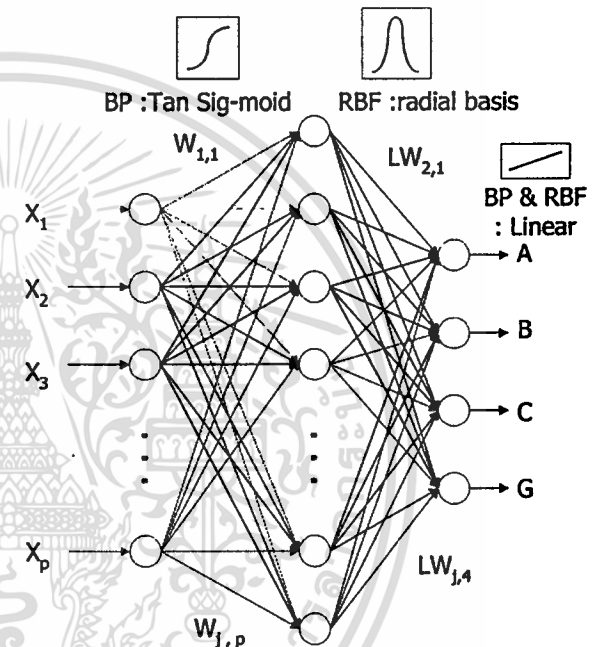 BP :Tan Sig-moid
RBF :radial basis
W1,1
LW2,1
BP & RBF
: Linear
X1
A
X2
B
X3
C
G
Xp
LWj,4
Wj,p